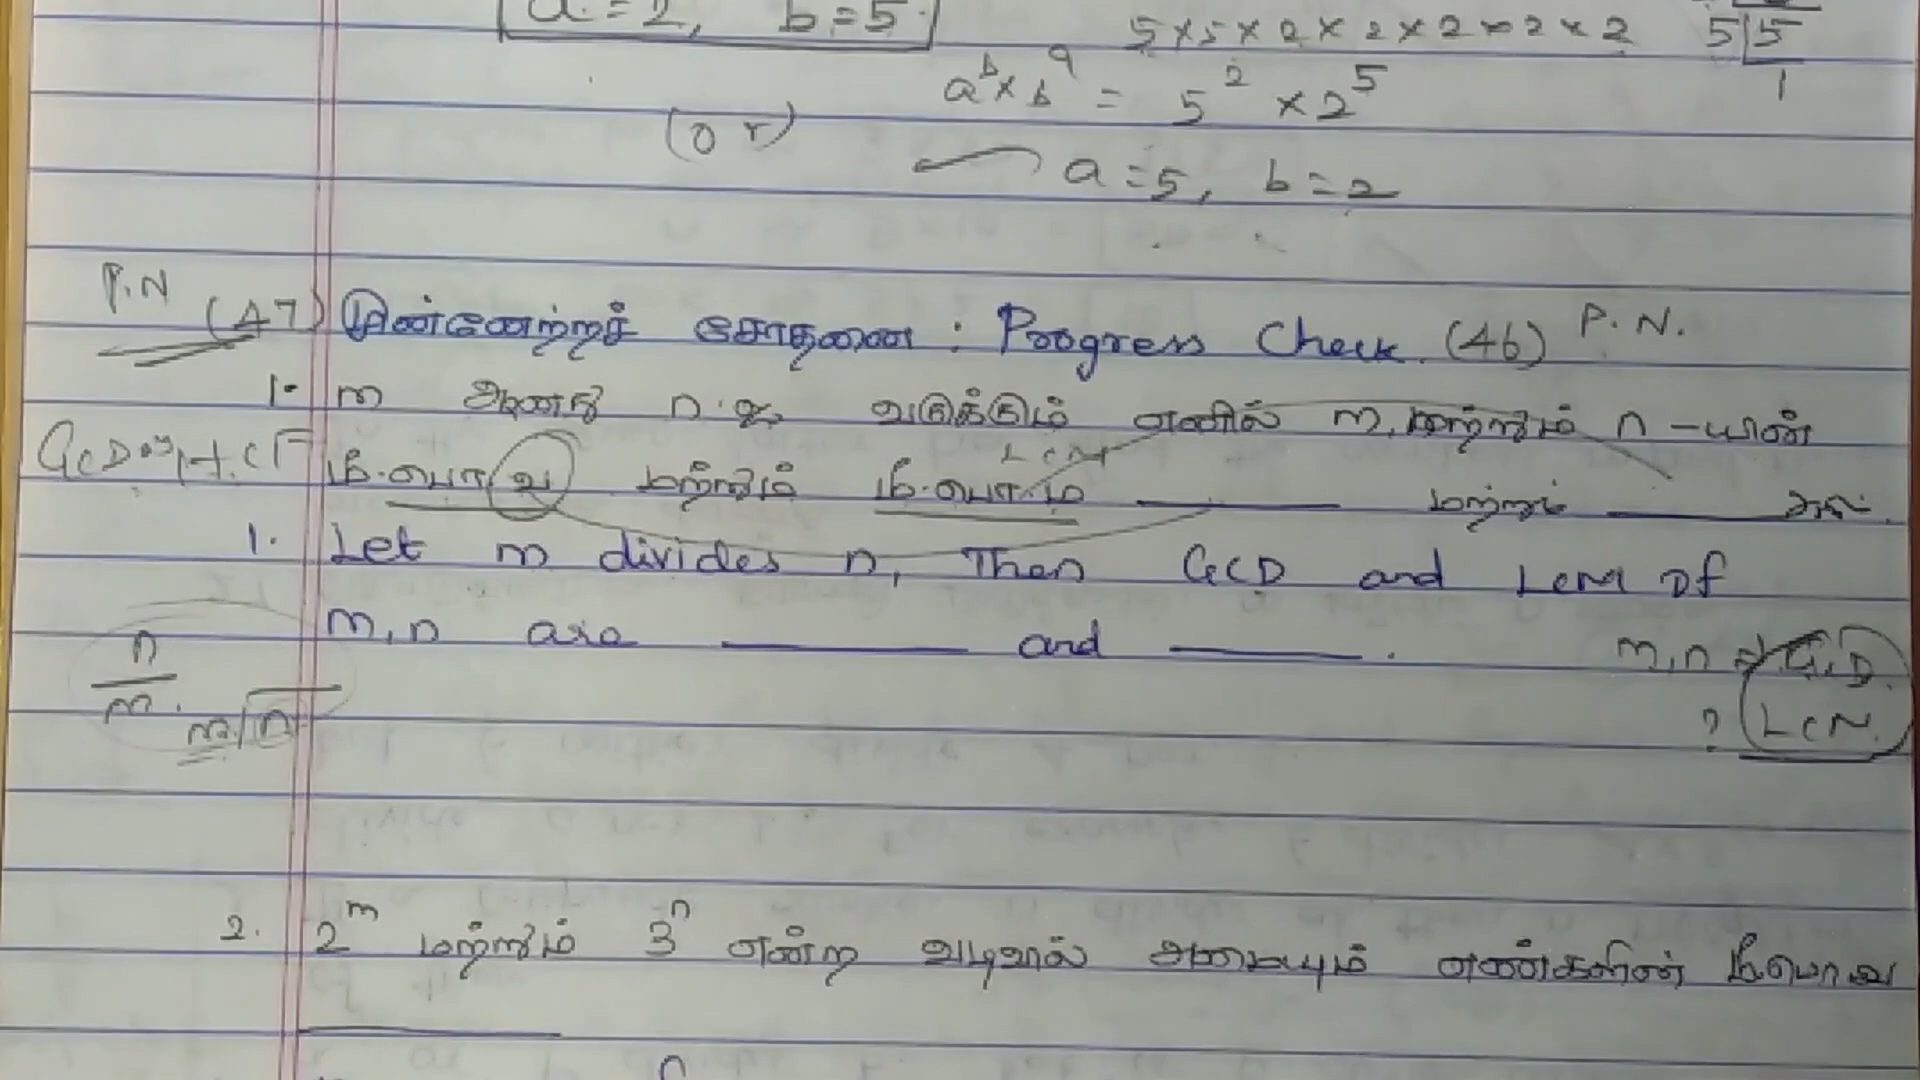 a = 2, b = 5
5 × 5 × 2 × 2 × 2 × 2 × 2
5 5
1
a^b × b^a = 5^2 × 2^5
(or)
a = 5, b = 2
P.N (47) முன்னேற்றச் சோதனை : Progress Check. (46) P.N.
1. m ஆனது n.ஐ வகுக்கும் எனில் m, மற்றும் n -யின்
GCD or H.CF மீ.பொ.வ மற்றும் மீ.பொ.ம LCM ______ மற்றும் ______
1. Let m divides n, Then GCD and LCM of
m, n are ______ and ______.
m, n GCD.
n/m
m n
? LCM.
2. 2^m மற்றும் 3^n என்ற வடிவில் அமையும் எண்களின் மீ.பொ.வ
______
n